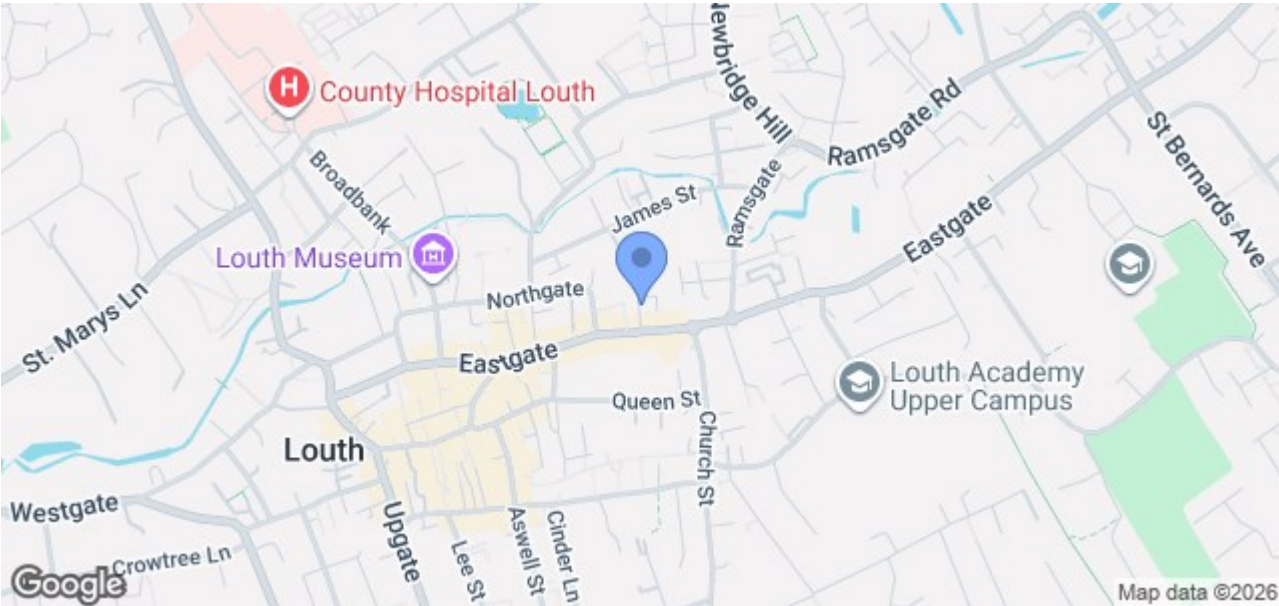 Newbridge Hill
County Hospital Louth
Ramsgate Rd
St Bernards Ave
Broadbank
James St
Ramsgate
Eastgate
Louth Museum
Northgate
St. Marys Ln
Eastgate
Louth Academy
Upper Campus
Queen St
Church St
Louth
Westgate
Upgate
Aswell St
Cinder Ln
Lee St
Crowtree Ln
Google
Map data ©2026